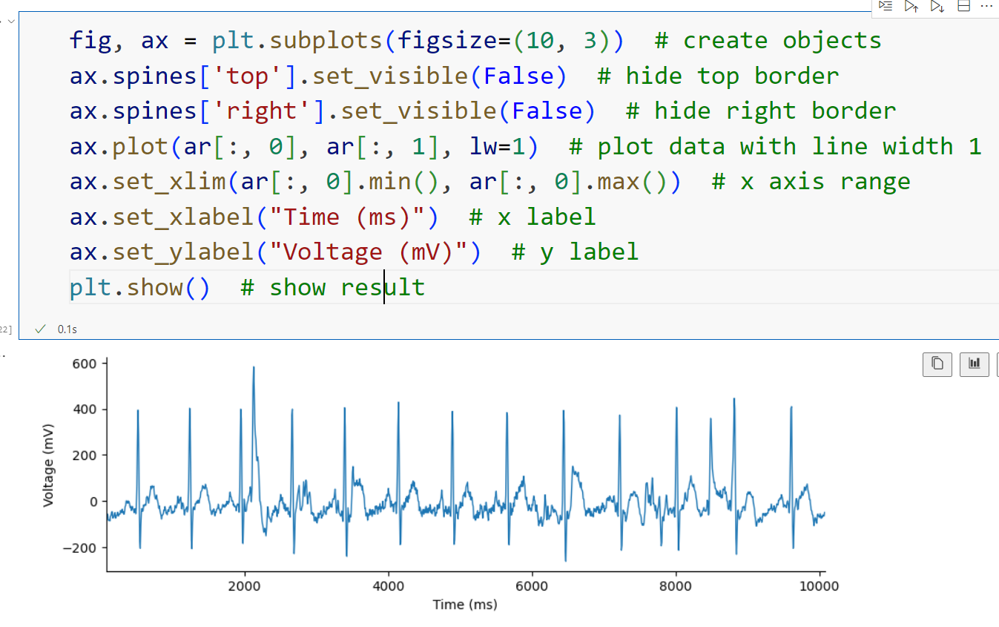 fig, ax = plt.subplots(figsize=(10, 3))  # create objects
ax.spines['top'].set_visible(False)  # hide top border
ax.spines['right'].set_visible(False)  # hide right border
ax.plot(ar[:, 0], ar[:, 1], lw=1)  # plot data with line width 1
ax.set_xlim(ar[:, 0].min(), ar[:, 0].max())  # x axis range
ax.set_xlabel("Time (ms)")  # x label
ax.set_ylabel("Voltage (mV)")  # y label
plt.show()  # show result
22] 0.1s
Voltage (mV)
600
400
200
0
−200
2000 4000 6000 8000 10000
Time (ms)